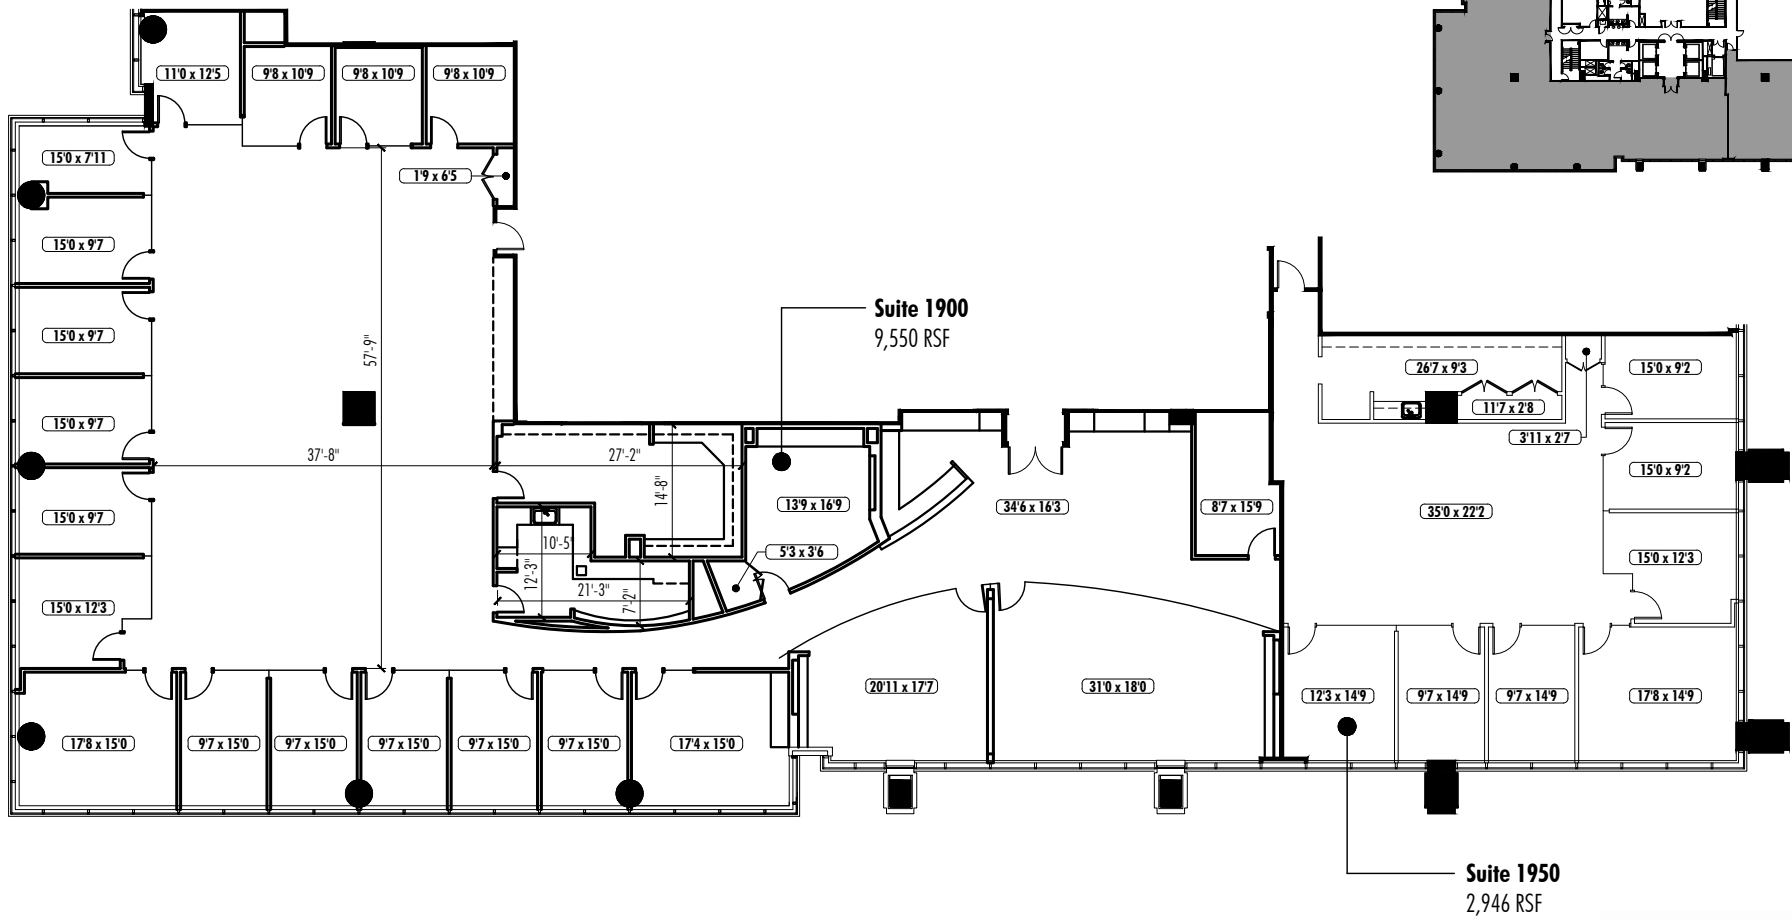 11'0 x 12'5
9'8 x 10'9
9'8 x 10'9
9'8 x 10'9
15'0 x 7'11
1'9 x 6'5
15'0 x 9'7
15'0 x 9'7
57'-9"
15'0 x 9'7
37'-8"
27'-2"
14'-8"
15'0 x 9'7
15'0 x 12'3
10'-5"
12'-3"
21'-3"
7'-2"
5'3 x 3'6
13'9 x 16'9
Suite 1900
9,550 RSF
34'6 x 16'3
8'7 x 15'9
26'7 x 9'3
11'7 x 2'8
3'11 x 2'7
15'0 x 9'2
15'0 x 9'2
35'0 x 22'2
15'0 x 12'3
17'8 x 15'0
9'7 x 15'0
9'7 x 15'0
9'7 x 15'0
9'7 x 15'0
9'7 x 15'0
17'4 x 15'0
20'11 x 17'7
31'0 x 18'0
12'3 x 14'9
9'7 x 14'9
9'7 x 14'9
17'8 x 14'9
Suite 1950
2,946 RSF